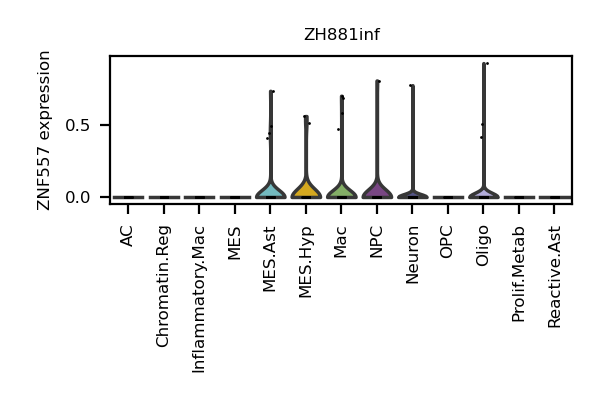 ZH881inf
ZNF557 expression
0.5
0.0
AC
Chromatin.Reg
Inflammatory.Mac
MES
MES.Ast
MES.Hyp
Mac
NPC
Neuron
OPC
Oligo
Prolif.Metab
Reactive.Ast